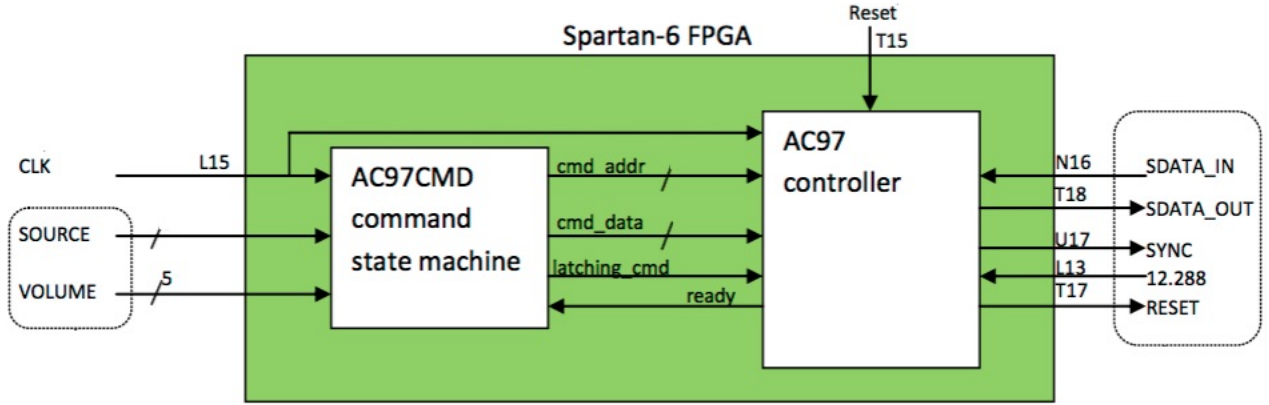 Reset
Spartan-6 FPGA
T15
AC97
controller
CLK
L15
AC97CMD
command
state machine
cmd_addr
cmd_data
latching_cmd
ready
SOURCE
VOLUME
5
N16
SDATA_IN
T18
SDATA_OUT
U17
SYNC
L13
12.288
T17
RESET